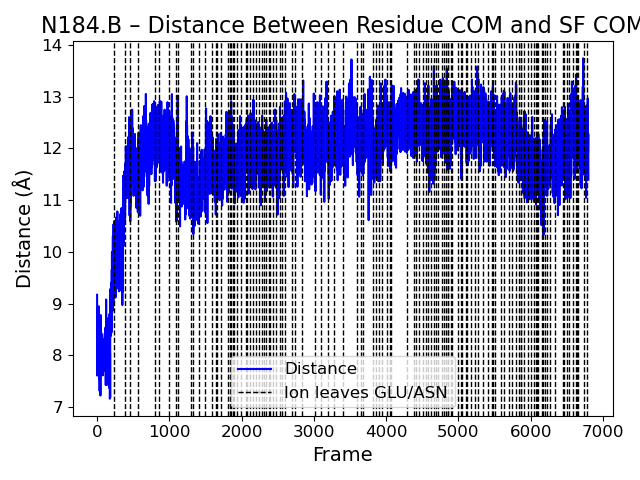 N184.B – Distance Between Residue COM and SF COM
14
13
12
11
10
9
8
7
Distance (Å)
Distance
Ion leaves GLU/ASN
0 1000 2000 3000 4000 5000 6000 7000
Frame